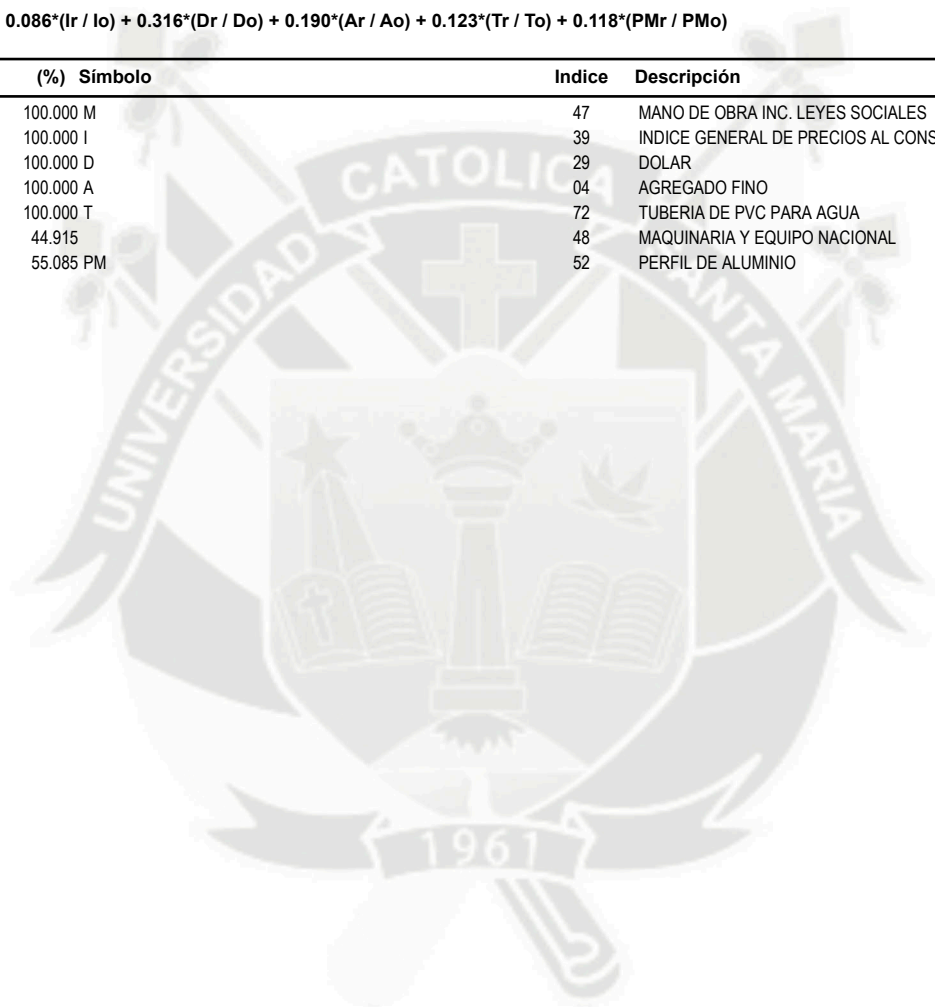 0.086*(Ir / Io) + 0.316*(Dr / Do) + 0.190*(Ar / Ao) + 0.123*(Tr / To) + 0.118*(PMr / PMo)
(%) Símbolo Indice Descripción
100.000 M 47 MANO DE OBRA INC. LEYES SOCIALES
100.000 I 39 INDICE GENERAL DE PRECIOS AL CONS
100.000 D 29 DOLAR
100.000 A 04 AGREGADO FINO
100.000 T 72 TUBERIA DE PVC PARA AGUA
44.915 48 MAQUINARIA Y EQUIPO NACIONAL
55.085 PM 52 PERFIL DE ALUMINIO
UNIVERSIDAD CATOLICA SANTA MARIA
1961